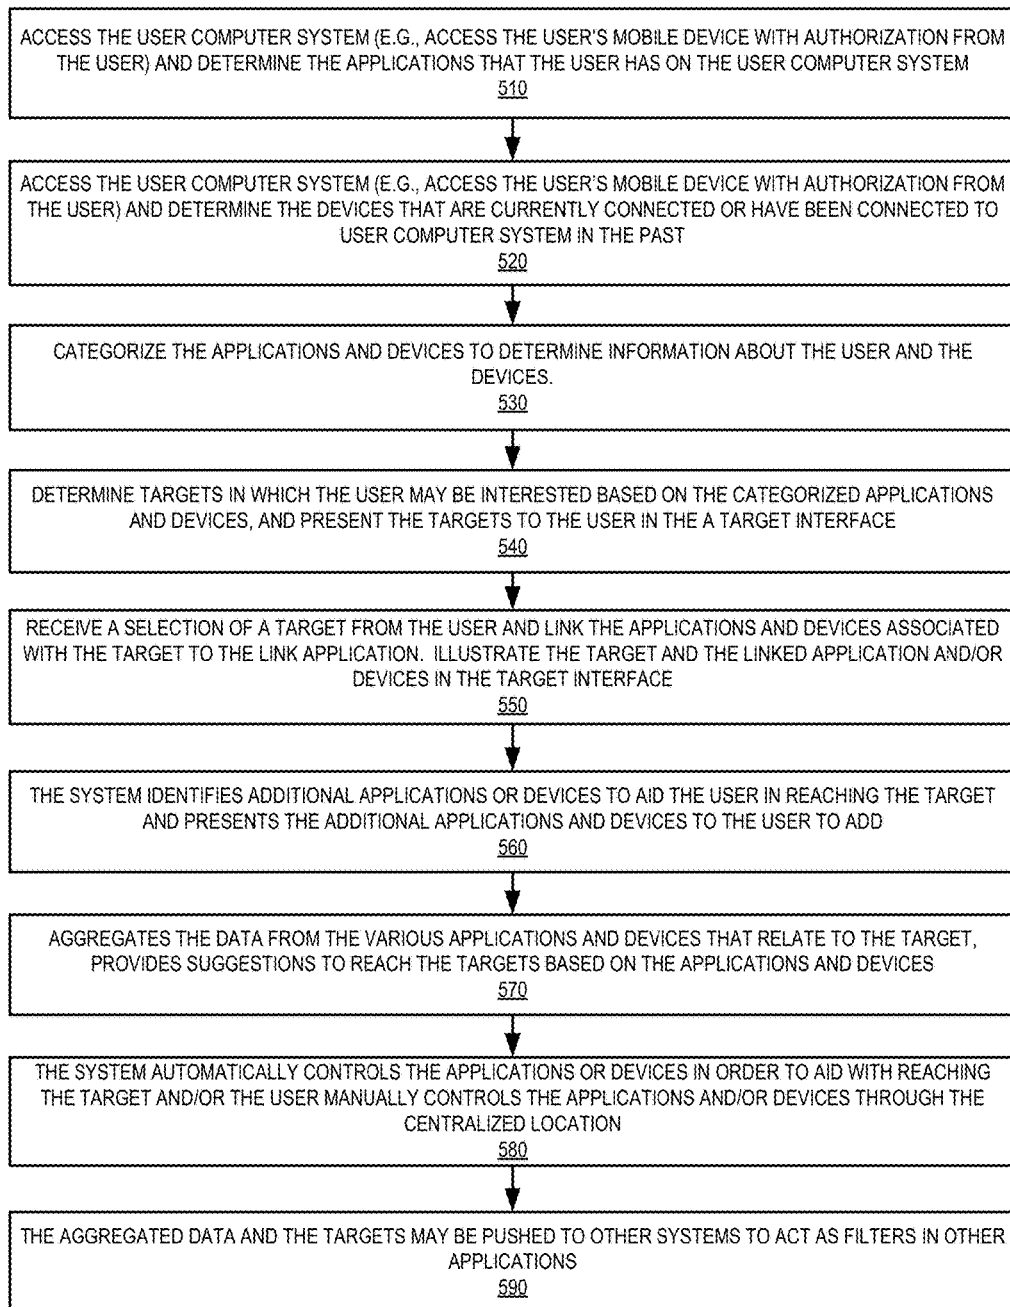 ACCESS THE USER COMPUTER SYSTEM (E.G., ACCESS THE USER'S MOBILE DEVICE WITH AUTHORIZATION FROM
THE USER) AND DETERMINE THE APPLICATIONS THAT THE USER HAS ON THE USER COMPUTER SYSTEM
510
ACCESS THE USER COMPUTER SYSTEM (E.G., ACCESS THE USER'S MOBILE DEVICE WITH AUTHORIZATION FROM
THE USER) AND DETERMINE THE DEVICES THAT ARE CURRENTLY CONNECTED OR HAVE BEEN CONNECTED TO
USER COMPUTER SYSTEM IN THE PAST
520
CATEGORIZE THE APPLICATIONS AND DEVICES TO DETERMINE INFORMATION ABOUT THE USER AND THE
DEVICES.
530
DETERMINE TARGETS IN WHICH THE USER MAY BE INTERESTED BASED ON THE CATEGORIZED APPLICATIONS
AND DEVICES, AND PRESENT THE TARGETS TO THE USER IN THE A TARGET INTERFACE
540
RECEIVE A SELECTION OF A TARGET FROM THE USER AND LINK THE APPLICATIONS AND DEVICES ASSOCIATED
WITH THE TARGET TO THE LINK APPLICATION. ILLUSTRATE THE TARGET AND THE LINKED APPLICATION AND/OR
DEVICES IN THE TARGET INTERFACE
550
THE SYSTEM IDENTIFIES ADDITIONAL APPLICATIONS OR DEVICES TO AID THE USER IN REACHING THE TARGET
AND PRESENTS THE ADDITIONAL APPLICATIONS AND DEVICES TO THE USER TO ADD
560
AGGREGATES THE DATA FROM THE VARIOUS APPLICATIONS AND DEVICES THAT RELATE TO THE TARGET,
PROVIDES SUGGESTIONS TO REACH THE TARGETS BASED ON THE APPLICATIONS AND DEVICES
570
THE SYSTEM AUTOMATICALLY CONTROLS THE APPLICATIONS OR DEVICES IN ORDER TO AID WITH REACHING
THE TARGET AND/OR THE USER MANUALLY CONTROLS THE APPLICATIONS AND/OR DEVICES THROUGH THE
CENTRALIZED LOCATION
580
THE AGGREGATED DATA AND THE TARGETS MAY BE PUSHED TO OTHER SYSTEMS TO ACT AS FILTERS IN OTHER
APPLICATIONS
590